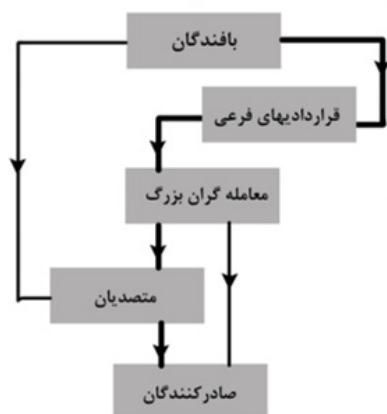 بافندگان
قراردادیهای فرعی
معامله گران بزرگ
متصدیان
صادرکنندگان